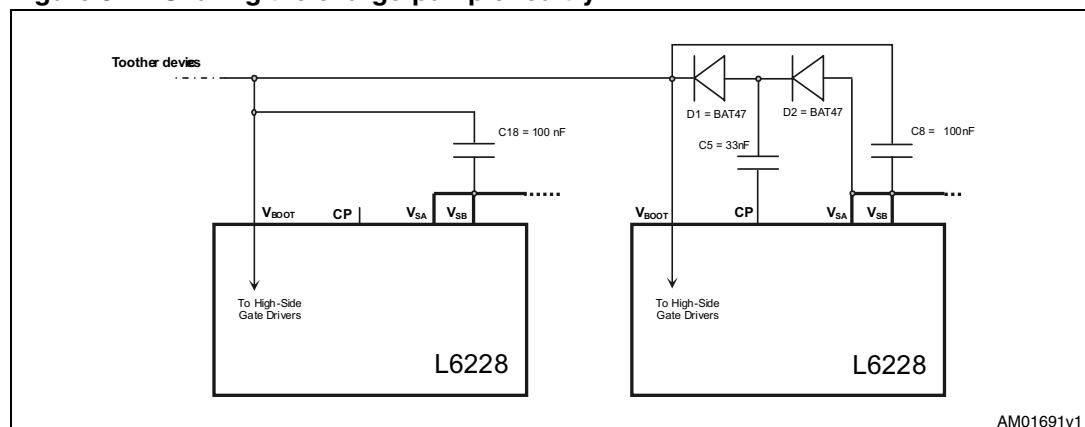 Toother devies
D1 = BAT47
D2 = BAT47
C18 = 100 nF
C5 = 33nF
C8 = 100nF
VBOOT
CP
VSA
VSB
VBOOT
CP
VSA
VSB
To High-Side
Gate Drivers
To High-Side
Gate Drivers
L6228
L6228
AM01691v1